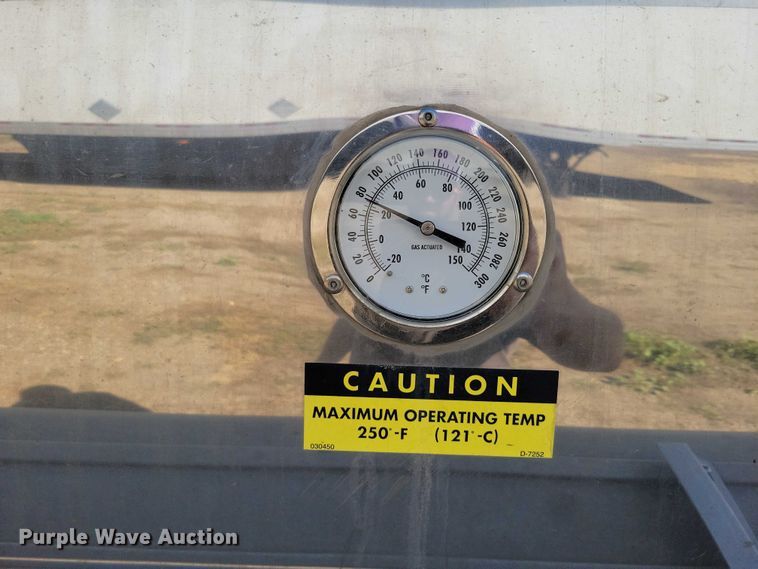 0 20 40 60 80 100 120 140 160 180 200 220 240 260 280 300
-20 0 20 40 60 80 100 120 140 150
GAS ACTUATED
°C
°F
CAUTION
MAXIMUM OPERATING TEMP
250°-F (121°-C)
030450 D-7252
Purple Wave Auction